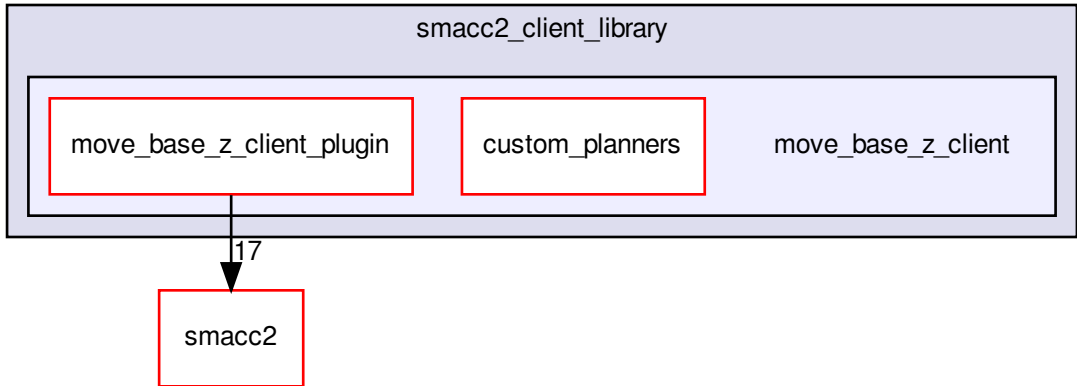 smacc2_client_library
move_base_z_client_plugin
custom_planners
move_base_z_client
17
smacc2